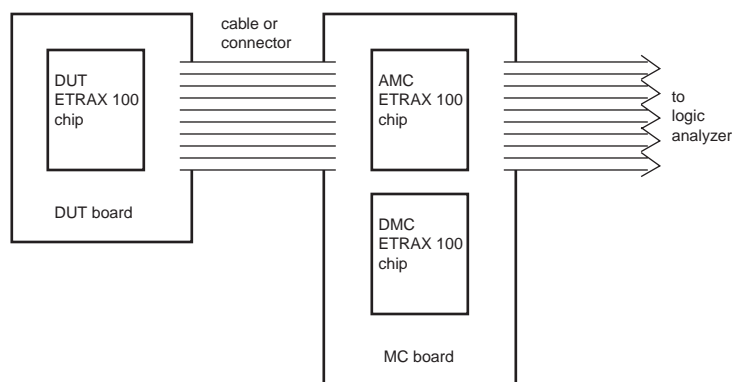 cable or
connector
DUT
ETRAX 100
chip
DUT board
AMC
ETRAX 100
chip
to
logic
analyzer
DMC
ETRAX 100
chip
MC board